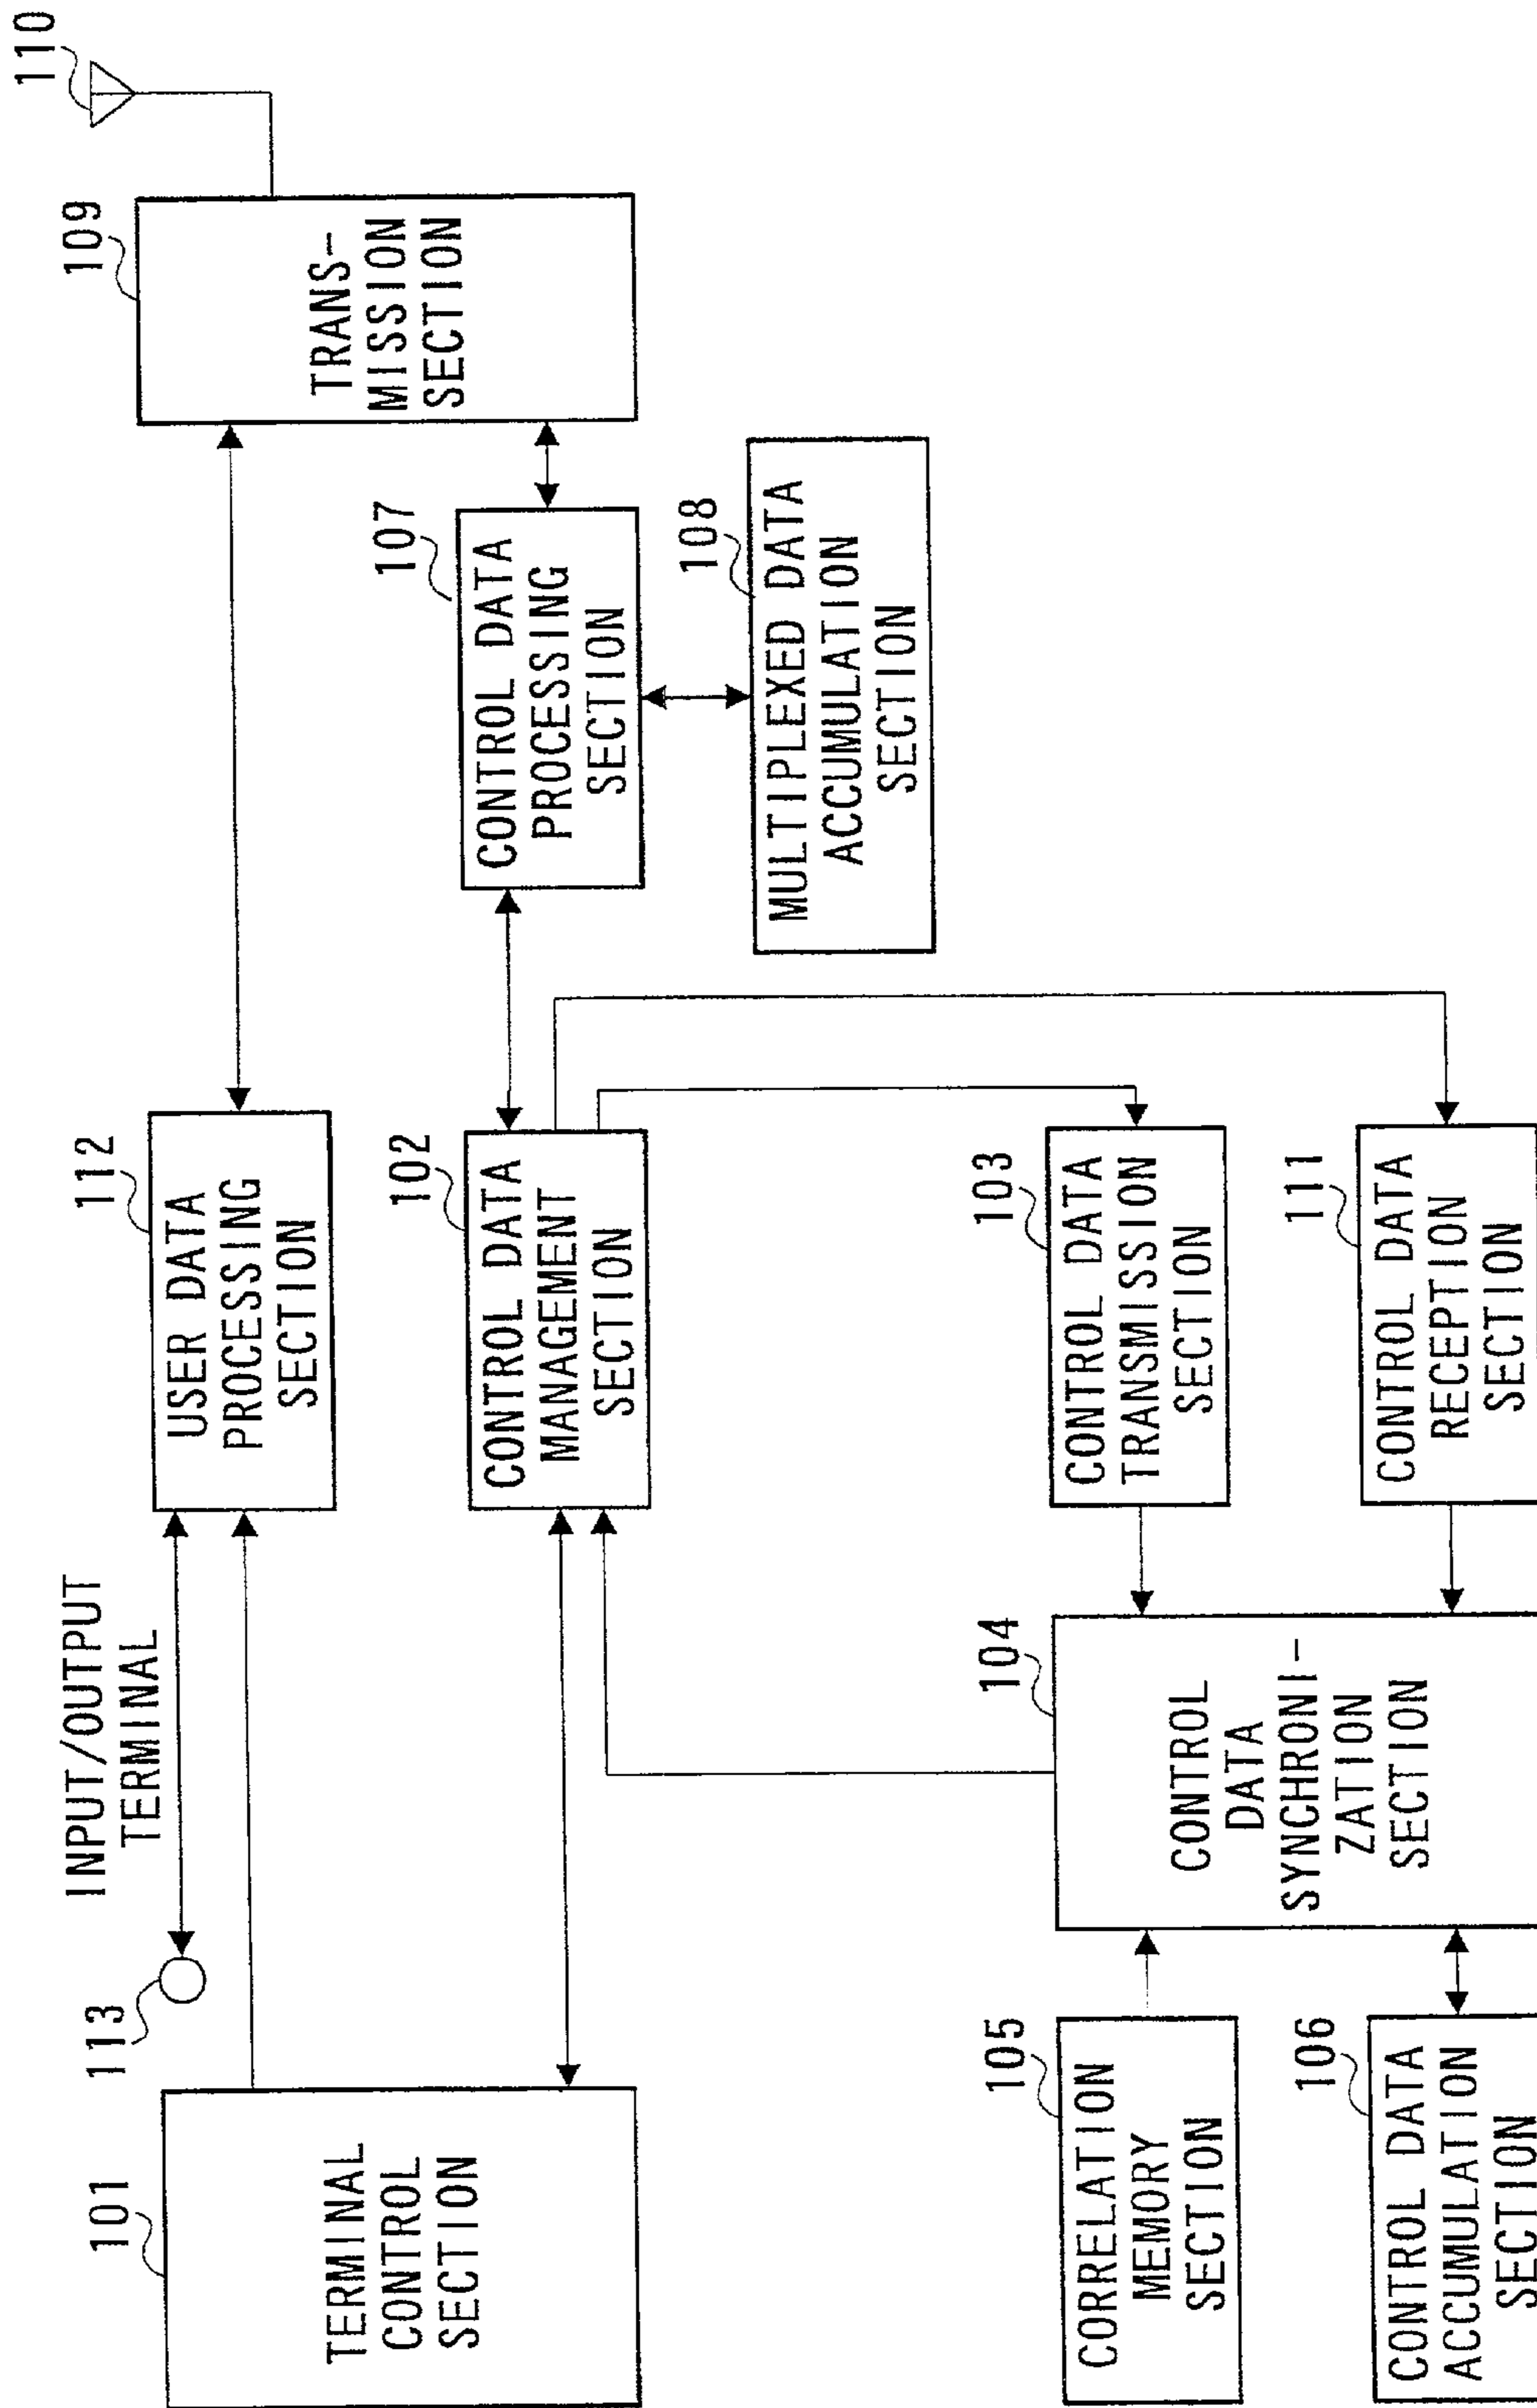 101
TERMINAL
CONTROL
SECTION
113
INPUT/OUTPUT
TERMINAL
112
USER DATA
PROCESSING
SECTION
102
CONTROL DATA
MANAGEMENT
SECTION
109
TRANS-
MISSION
SECTION
110
107
CONTROL DATA
PROCESSING
SECTION
108
MULTIPLEXED DATA
ACCUMULATION
SECTION
105
CORRELATION
MEMORY
SECTION
104
CONTROL
DATA
SYNCHRONI-
ZATION
SECTION
103
CONTROL DATA
TRANSMISSION
SECTION
106
CONTROL DATA
ACCUMULATION
SECTION
111
CONTROL DATA
RECEPTION
SECTION